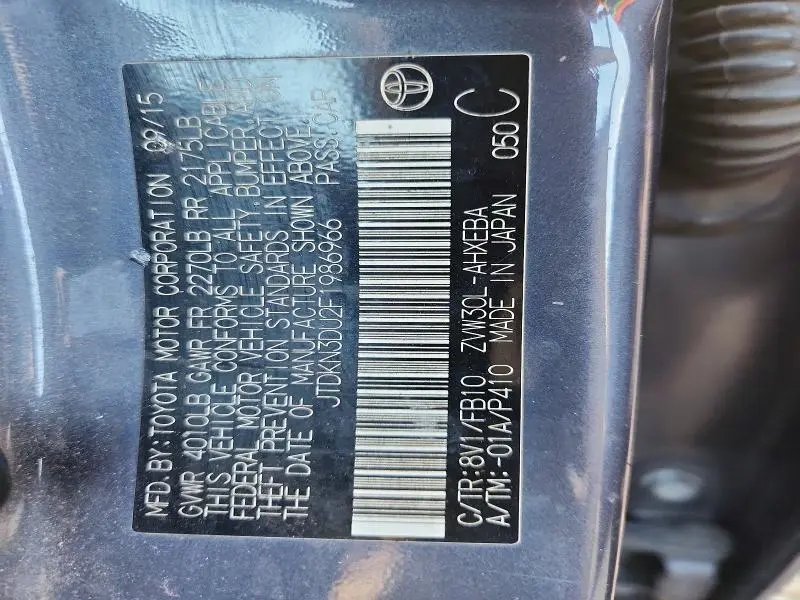 MFD. BY: TOYOTA MOTOR CORPORATION 09/15
GVWR 4010LB GAWR FR 2270LB RR 2175LB
THIS VEHICLE CONFORMS TO ALL APPLICABLE
FEDERAL MOTOR VEHICLE SAFETY, BUMPER, AND
THEFT PREVENTION STANDARDS IN EFFECT ON
THE DATE OF MANUFACTURE SHOWN ABOVE.
JTDKN3DU2F1986966 PASS. CAR
C/TR: 8V1/FB10 ZVW30L-AHXEBA C
A/TM: -01A/P410 MADE IN JAPAN 050 C